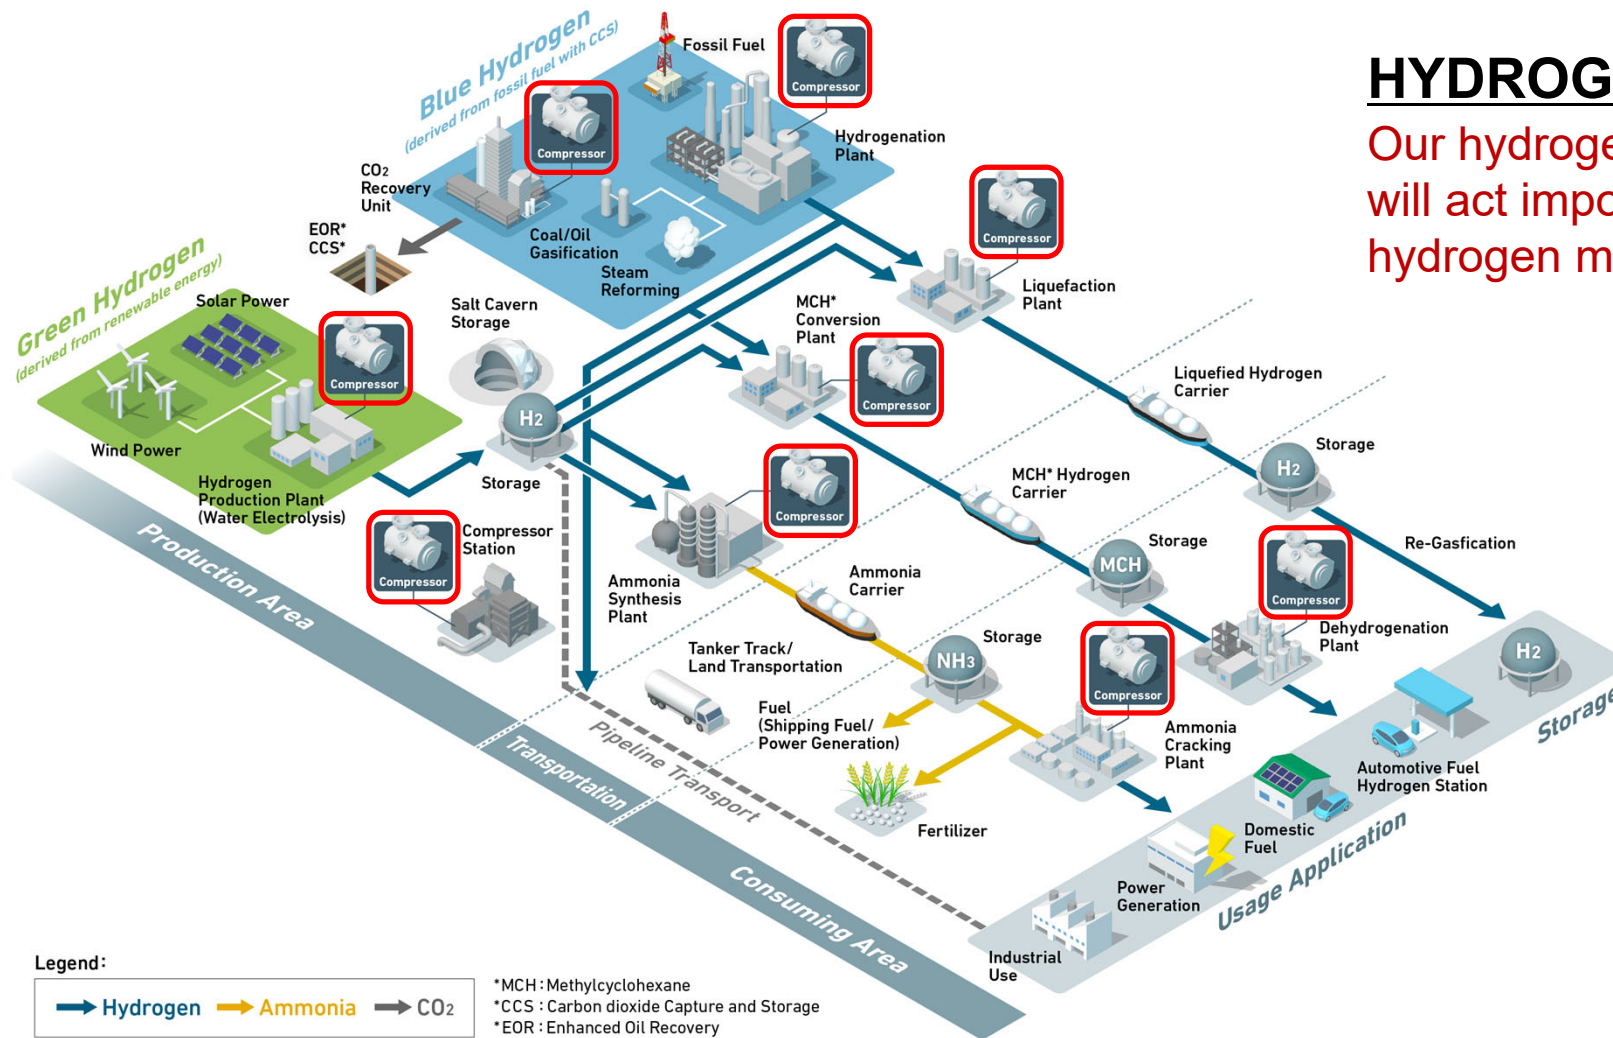 HYDROG
Our hydroge
will act impo
hydrogen m
Blue Hydrogen
(derived from fossil fuel with CCS)
Fossil Fuel
Compressor
Compressor
Hydrogenation
Plant
CO2
Recovery
Unit
EOR*
CCS*
Coal/Oil
Gasification
Steam
Reforming
Compressor
Liquefaction
Plant
Green Hydrogen
(derived from renewable energy)
Solar Power
Compressor
Wind Power
Hydrogen
Production Plant
(Water Electrolysis)
Salt Cavern
Storage
H2
Storage
MCH*
Conversion
Plant
Compressor
Liquefied Hydrogen
Carrier
Storage
H2
Compressor
MCH* Hydrogen
Carrier
Compressor
Compressor
Station
Ammonia
Synthesis
Plant
Ammonia
Carrier
Storage
MCH
Re-Gasfication
Compressor
Dehydrogenation
Plant
Tanker Track/
Land Transportation
Storage
NH3
Compressor
Fuel
(Shipping Fuel/
Power Generation)
Ammonia
Cracking
Plant
Fertilizer
H2
Storage
Automotive Fuel
Hydrogen Station
Domestic
Fuel
Power
Generation
Industrial
Use
Usage Application
Production Area
Transportation
Pipeline Transport
Consuming Area
Legend:
Hydrogen Ammonia CO2
*MCH : Methylcyclohexane
*CCS : Carbon dioxide Capture and Storage
*EOR : Enhanced Oil Recovery